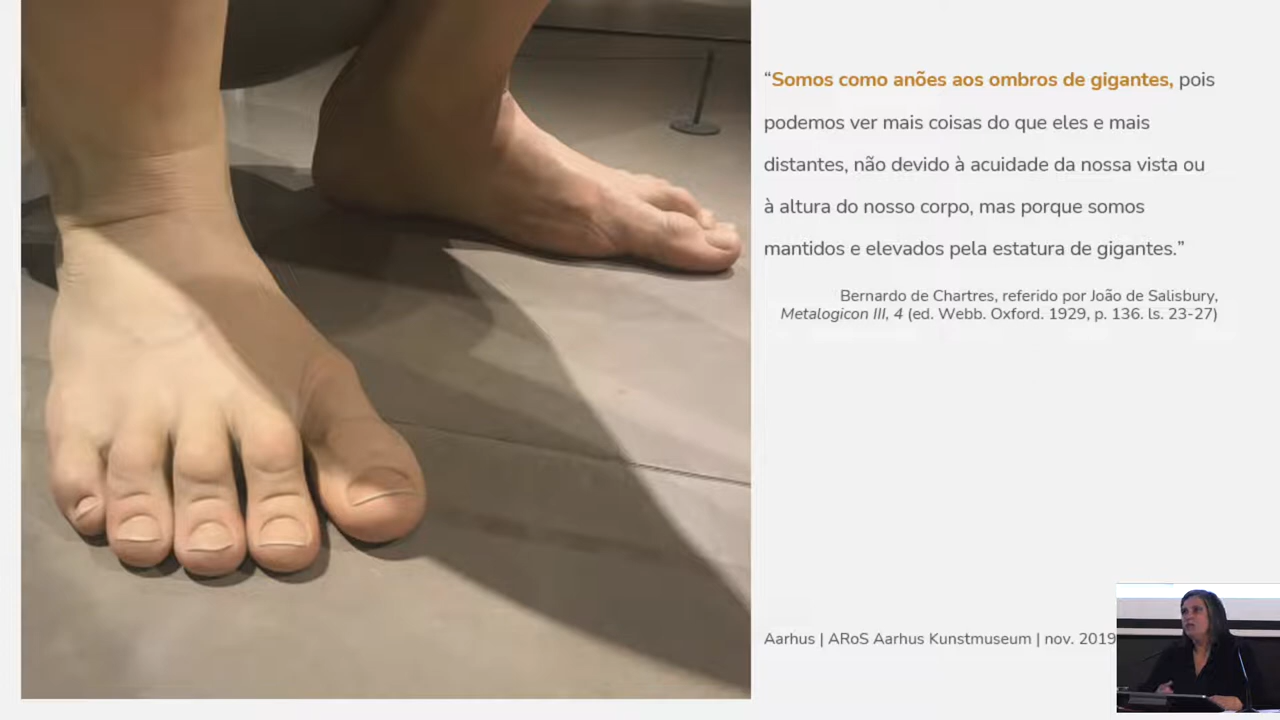 “Somos como anões aos ombros de gigantes, pois
podemos ver mais coisas do que eles e mais
distantes, não devido à acuidade da nossa vista ou
à altura do nosso corpo, mas porque somos
mantidos e elevados pela estatura de gigantes.”
Bernardo de Chartres, referido por João de Salisbury,
Metalogicon III, 4 (ed. Webb. Oxford. 1929, p. 136. ls. 23-27)
Aarhus | ARoS Aarhus Kunstmuseum | nov. 2019